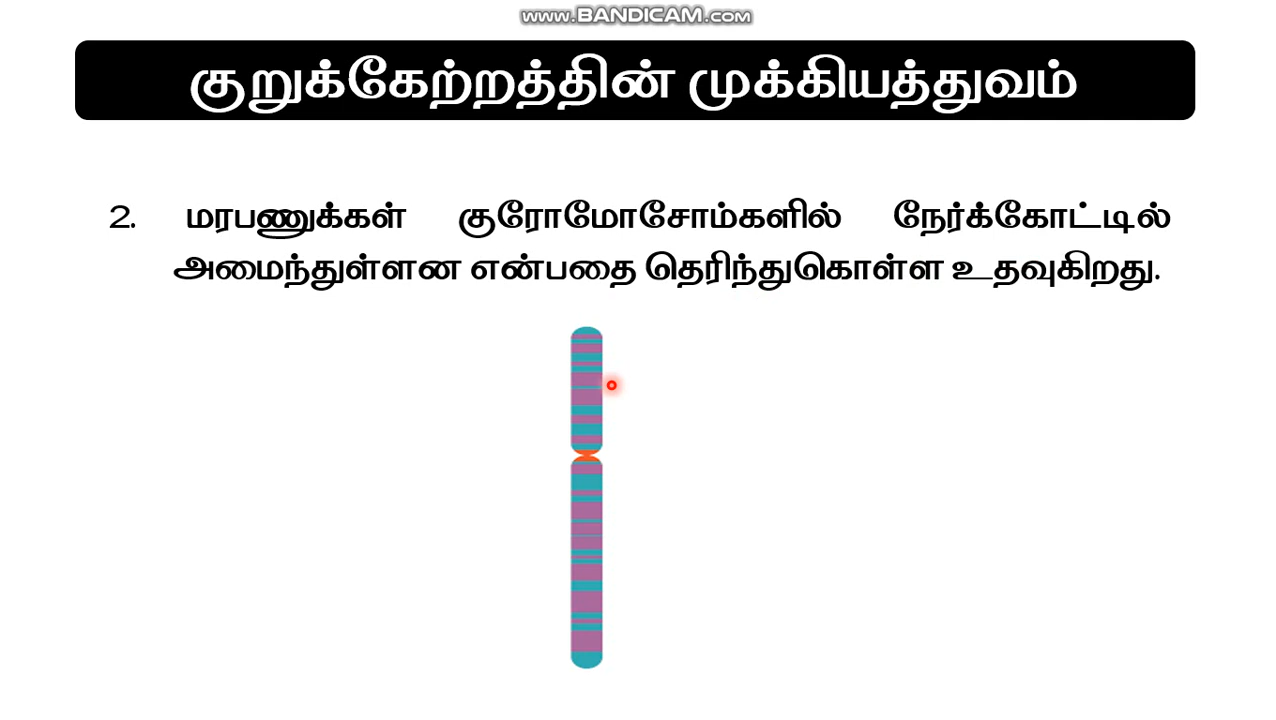 www.BANDICAM.com
குறுக்கேற்றத்தின் முக்கியத்துவம்
2. மரபணுக்கள் குரோமோசோம்களில் நேர்க்கோட்டில்
அமைந்துள்ளன என்பதை தெரிந்துகொள்ள உதவுகிறது.